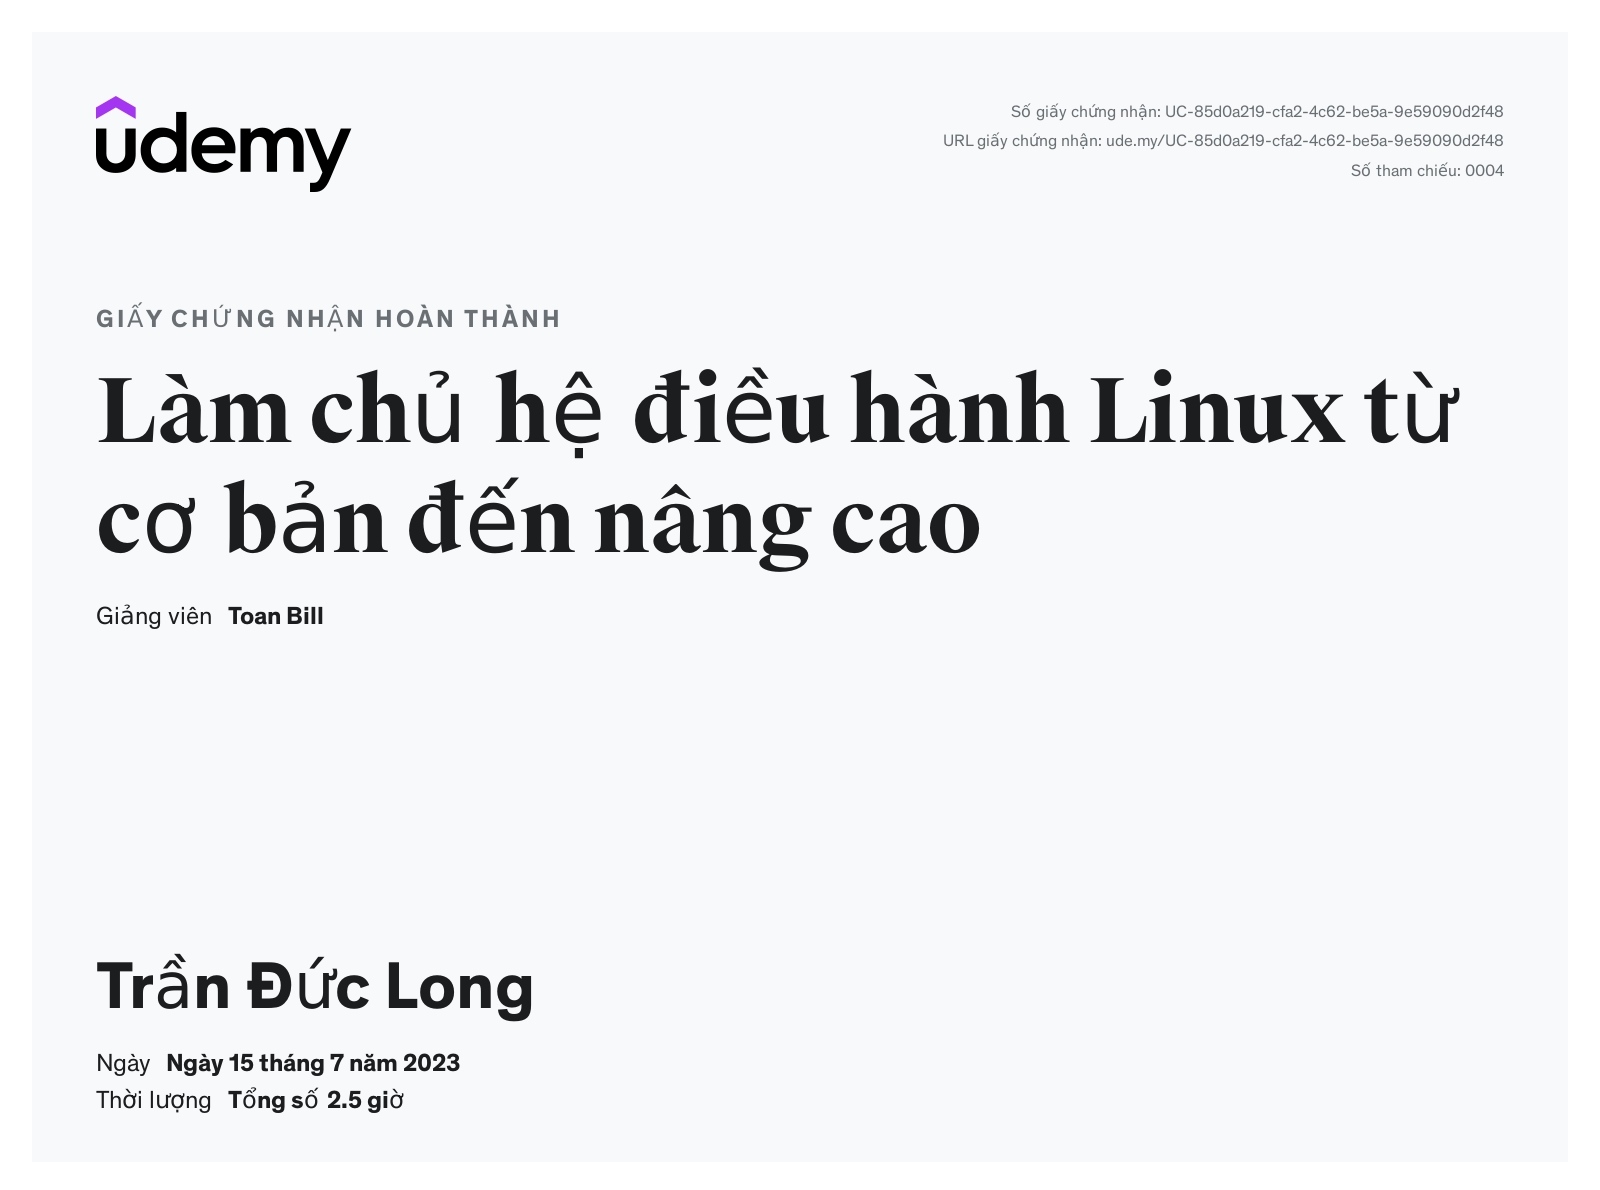 udemy
Số giấy chứng nhận: UC-85d0a219-cfa2-4c62-be5a-9e59090d2f48
URL giấy chứng nhận: ude.my/UC-85d0a219-cfa2-4c62-be5a-9e59090d2f48
Số tham chiếu: 0004
GIẤY CHỨNG NHẬN HOÀN THÀNH
Làm chủ hệ điều hành Linux từ
cơ bản đến nâng cao
Giảng viên Toan Bill
Trần Đức Long
Ngày Ngày 15 tháng 7 năm 2023
Thời lượng Tổng số 2.5 giờ